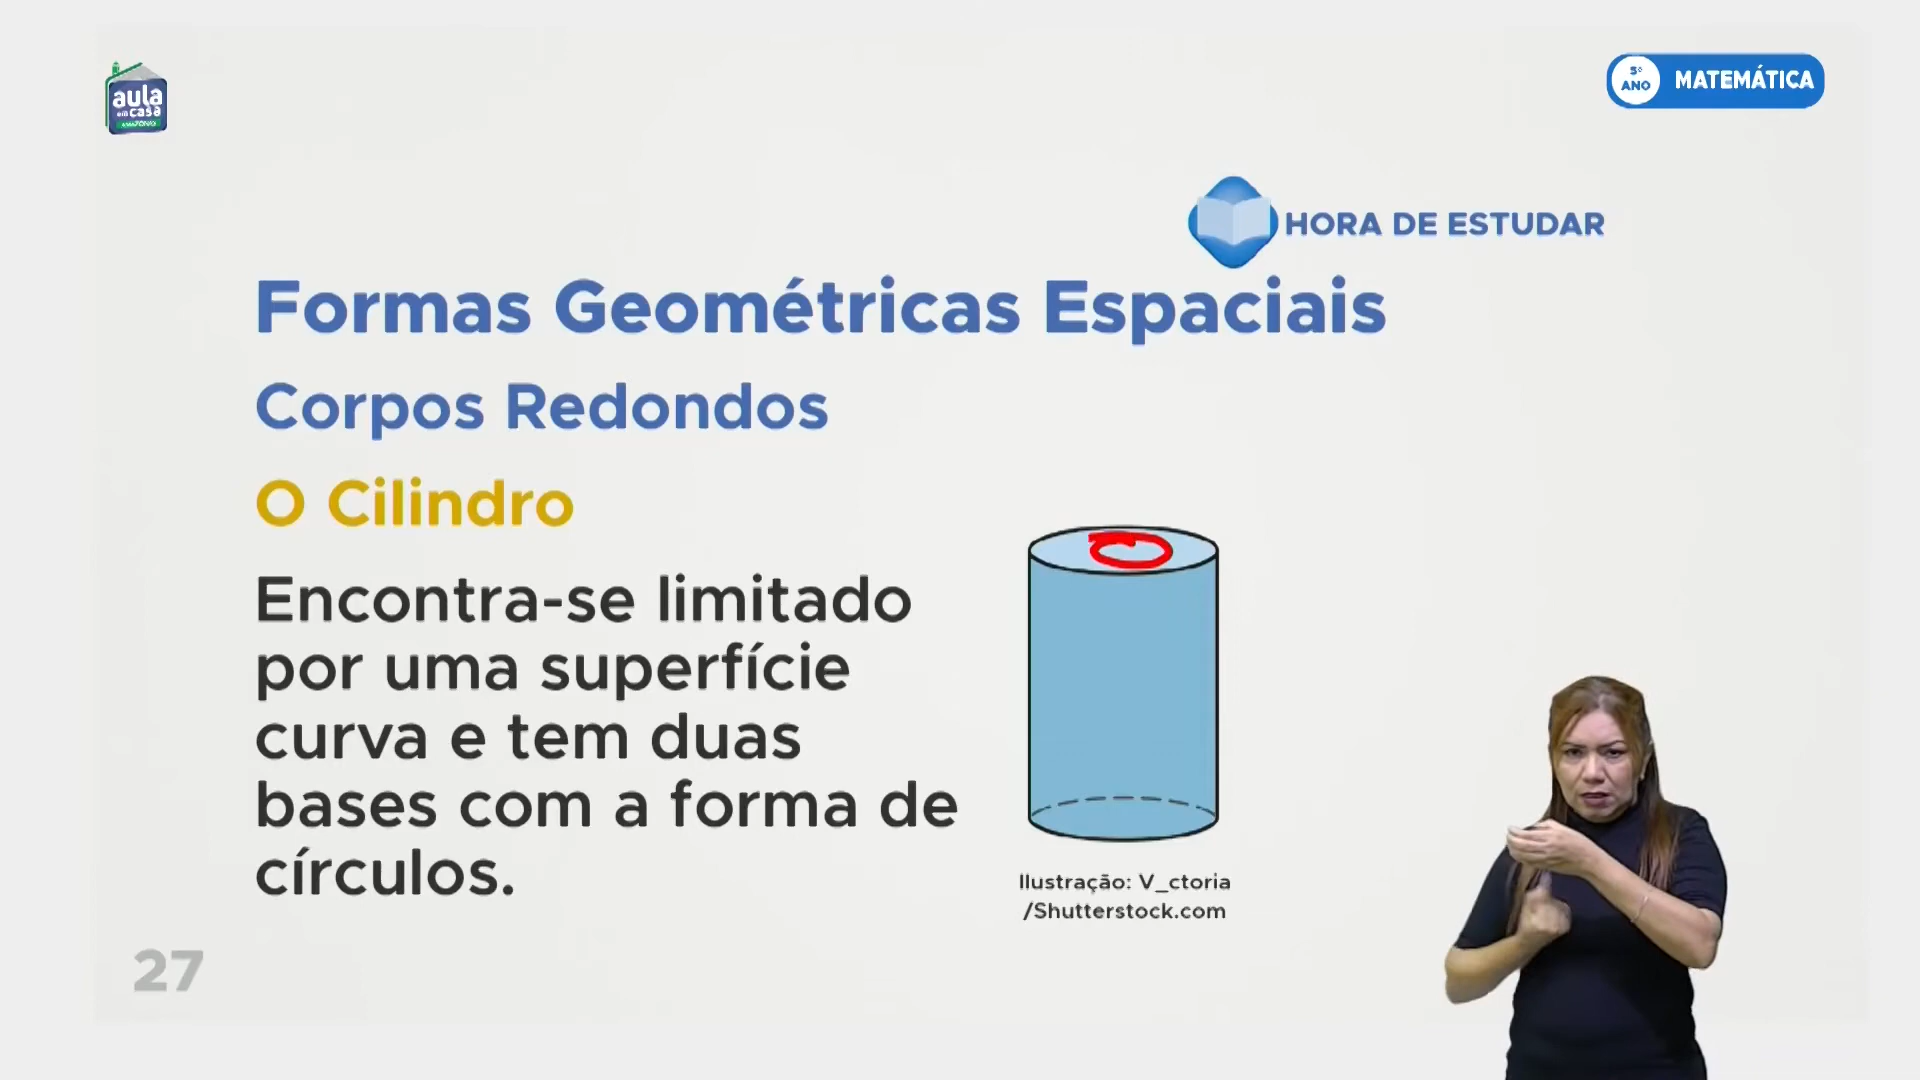 aula
em casa
5º
ANO
MATEMÁTICA
HORA DE ESTUDAR
Formas Geométricas Espaciais
Corpos Redondos
O Cilindro
Encontra-se limitado
por uma superfície
curva e tem duas
bases com a forma de
círculos.
Ilustração: V_ctoria
/Shutterstock.com
27